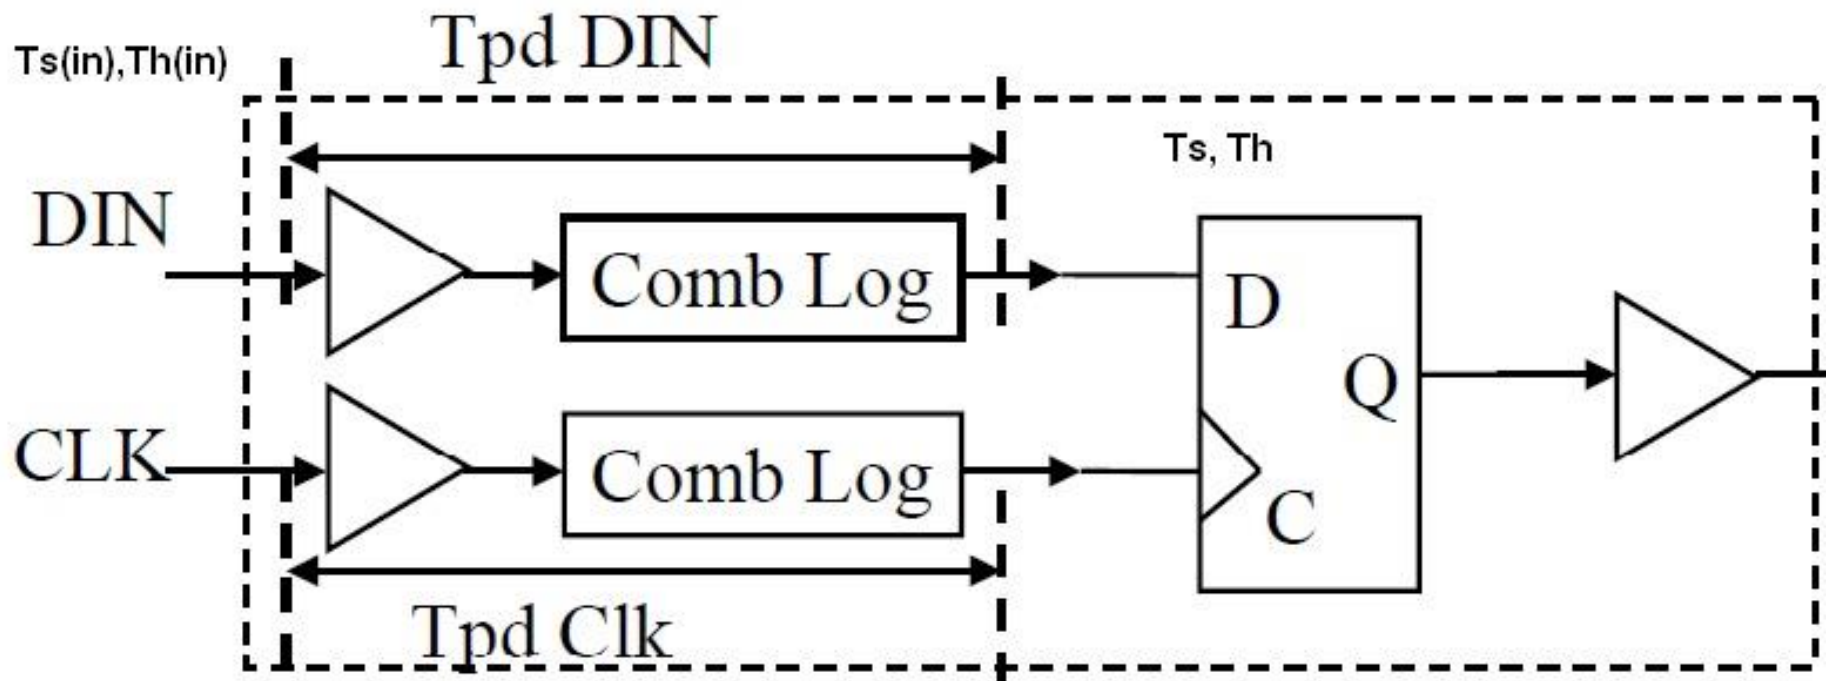 Tpd DIN
Ts(in),Th(in)
Ts, Th
DIN
Comb Log
D
Q
CLK
Comb Log
C
Tpd Clk